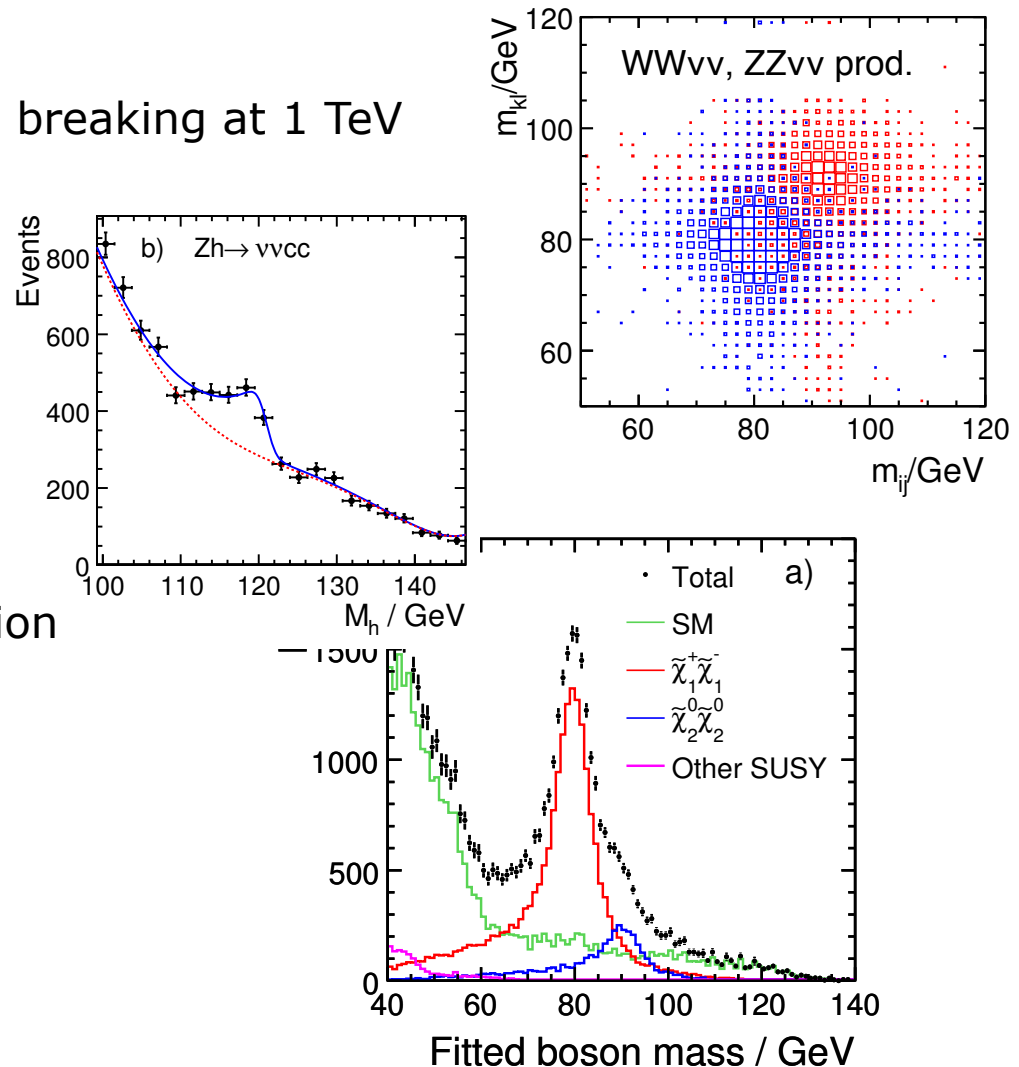 breaking at 1 TeV
120
100
80
60
m_kl/GeV
WWνν, ZZνν prod.
60 80 100 120
m_ij/GeV
Events
800
600
400
200
0
b) Zh→ ννcc
100 110 120 130 140
M_h / GeV
ion
1500
1000
500
0
a)
Total
SM
χ̃₁⁺χ̃₁⁻
χ̃₂⁰χ̃₂⁰
Other SUSY
40 60 80 100 120 140
Fitted boson mass / GeV